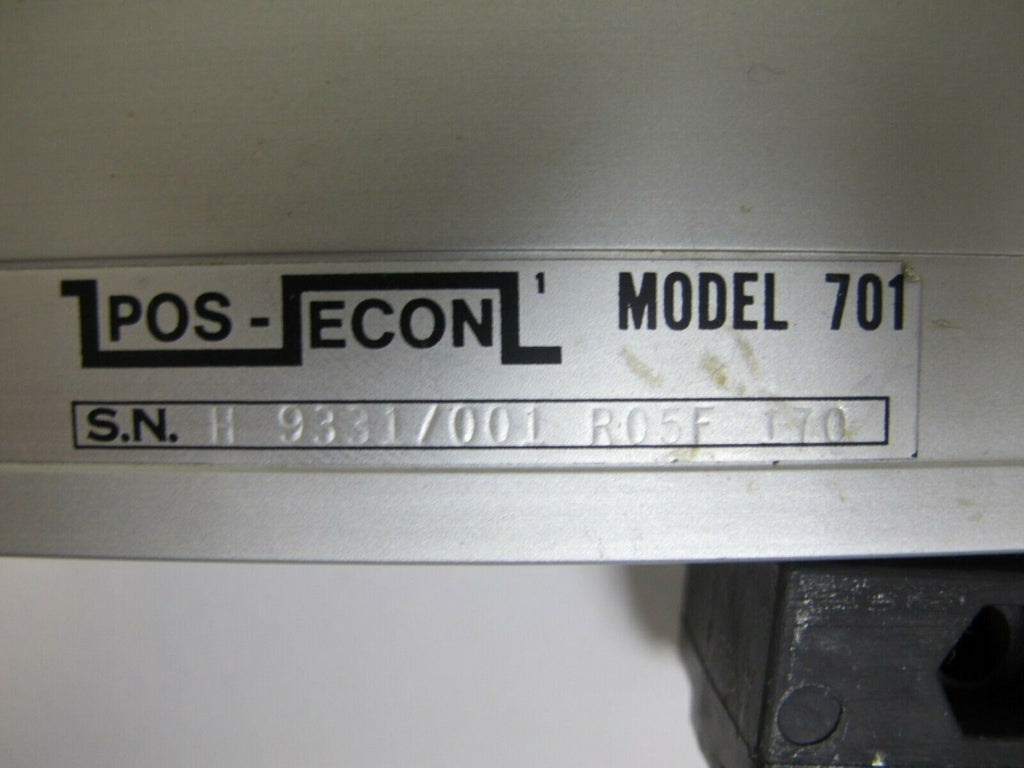 POS-ECON 1 MODEL 701
S.N. H 9331/001 R05F 170